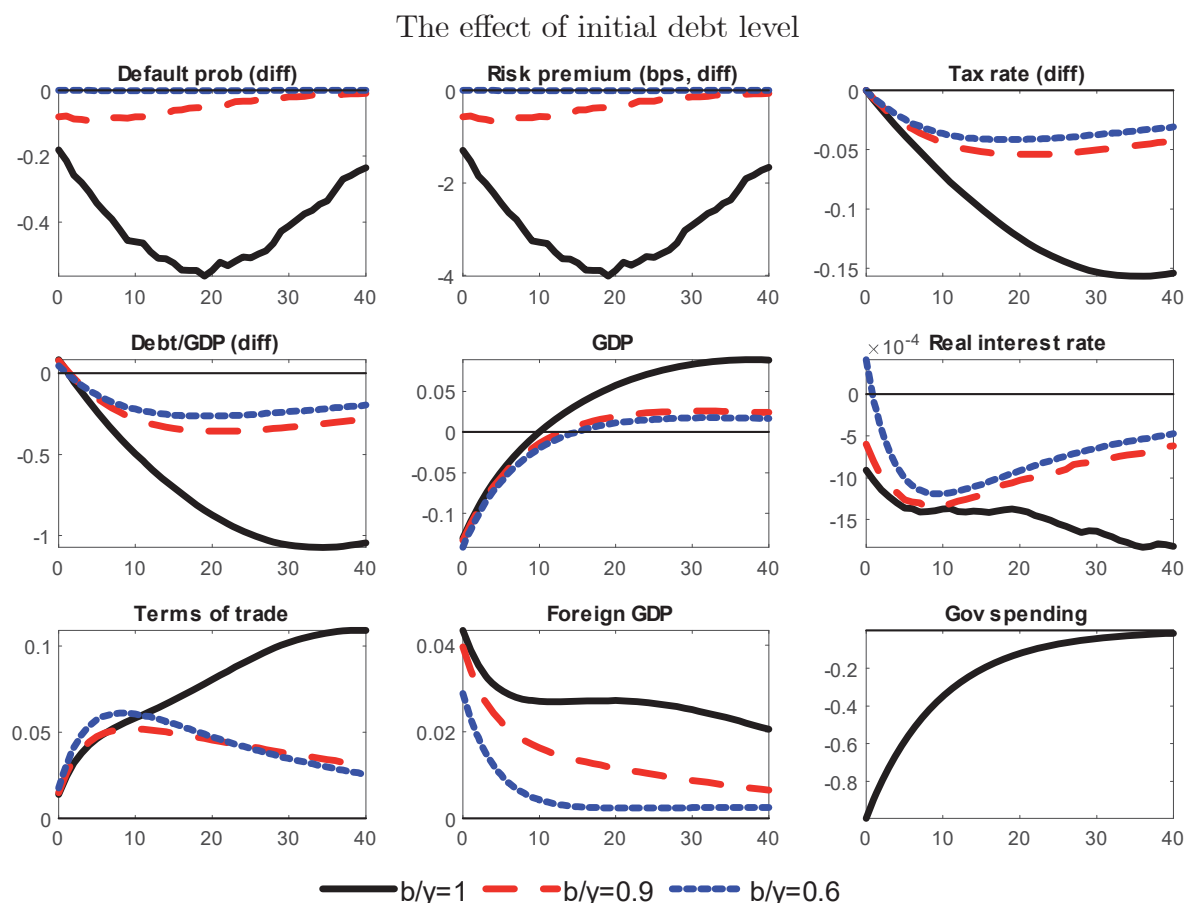 The effect of initial debt level
Default prob (diff)
Risk premium (bps, diff)
Tax rate (diff)
0
-0.2
-0.4
0 10 20 30 40
0
-2
-4
0 10 20 30 40
0
-0.05
-0.1
-0.15
0 10 20 30 40
Debt/GDP (diff)
GDP
Real interest rate
0
-0.5
-1
0 10 20 30 40
0.05
0
-0.05
-0.1
0 10 20 30 40
×10-4
0
-5
-10
-15
0 10 20 30 40
Terms of trade
Foreign GDP
Gov spending
0.1
0.05
0
0 10 20 30 40
0.04
0.02
0
0 10 20 30 40
-0.2
-0.4
-0.6
-0.8
0 10 20 30 40
b/y=1 b/y=0.9 b/y=0.6